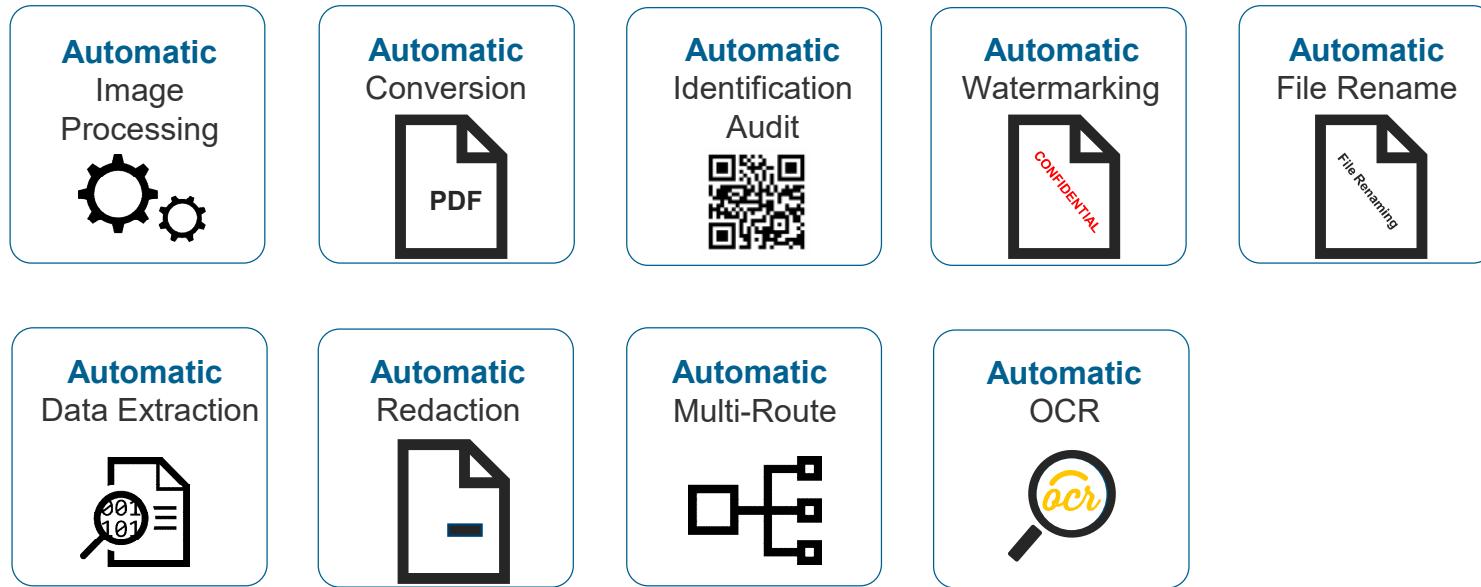 Automatic
Image
Processing
Automatic
Conversion
PDF
Automatic
Identification
Audit
Automatic
Watermarking
CONFIDENTIAL
Automatic
File Rename
File Renaming
Automatic
Data Extraction
001
101
Automatic
Redaction
Automatic
Multi-Route
Automatic
OCR
ocr